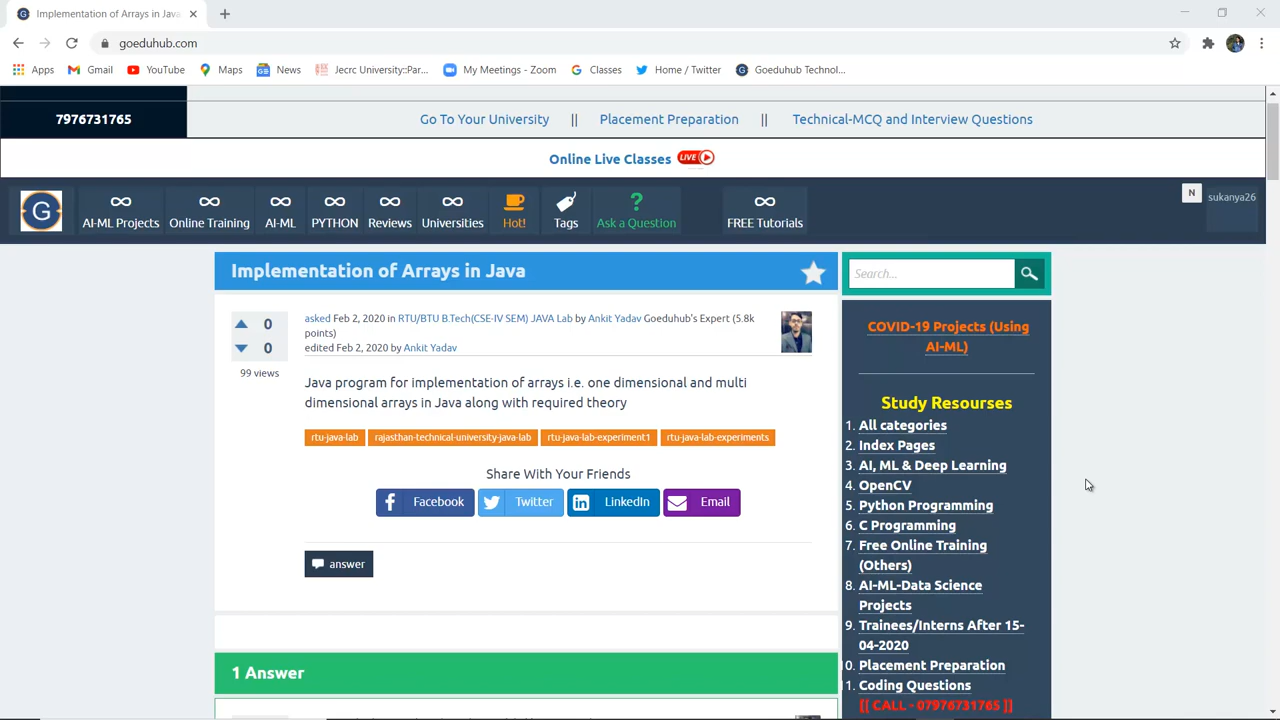 Implementation of Arrays in Java
goeduhub.com
Apps Gmail YouTube Maps News Jecrc University::Par... My Meetings - Zoom Classes Home / Twitter Goeduhub Technol...
7976731765 Go To Your University || Placement Preparation || Technical-MCQ and Interview Questions
Online Live Classes LIVE
G AI-ML Projects Online Training AI-ML PYTHON Reviews Universities Hot! Tags ? Ask a Question FREE Tutorials N sukanya26
Implementation of Arrays in Java
0
0
99 views
asked Feb 2, 2020 in RTU/BTU B.Tech(CSE-IV SEM) JAVA Lab by Ankit Yadav Goeduhub's Expert (5.8k
points)
edited Feb 2, 2020 by Ankit Yadav
Java program for implementation of arrays i.e. one dimensional and multi
dimensional arrays in Java along with required theory
rtu-java-lab rajasthan-technical-university-java-lab rtu-java-lab-experiment1 rtu-java-lab-experiments
Share With Your Friends
Facebook Twitter LinkedIn Email
answer
1 Answer
Search...
COVID-19 Projects (Using
AI-ML)
Study Resourses
1. All categories
2. Index Pages
3. AI, ML & Deep Learning
4. OpenCV
5. Python Programming
6. C Programming
7. Free Online Training
(Others)
8. AI-ML-Data Science
Projects
9. Trainees/Interns After 15-
04-2020
10. Placement Preparation
11. Coding Questions
[[ CALL - 07976731765 ]]